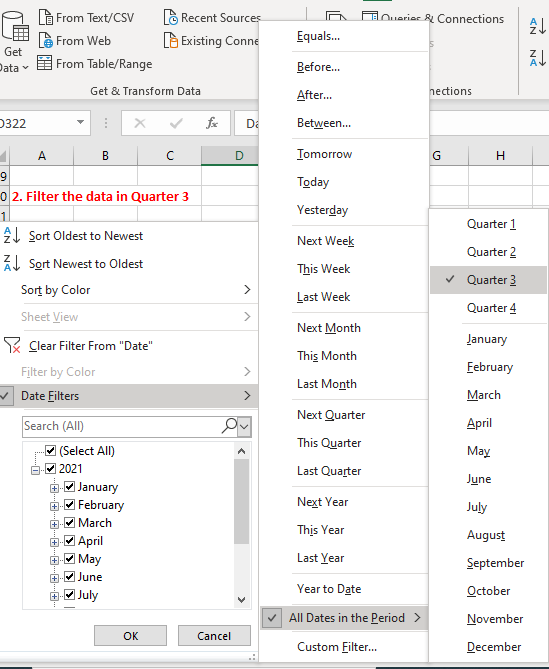 From Text/CSV
Recent Sources
Queries & Connections
From Web
Existing Conne
Get
Data
From Table/Range
Get & Transform Data
nections
D322
fx
Da
A B C D G H
9
0 2. Filter the data in Quarter 3
1
Sort Oldest to Newest
Sort Newest to Oldest
Sort by Color
Sheet View
Clear Filter From "Date"
Filter by Color
Date Filters
Search (All)
(Select All)
2021
January
February
March
April
May
June
July
OK
Cancel
Equals...
Before...
After...
Between...
Tomorrow
Today
Yesterday
Next Week
This Week
Last Week
Next Month
This Month
Last Month
Next Quarter
This Quarter
Last Quarter
Next Year
This Year
Last Year
Year to Date
All Dates in the Period
Custom Filter...
Quarter 1
Quarter 2
Quarter 3
Quarter 4
January
February
March
April
May
June
July
August
September
October
November
December